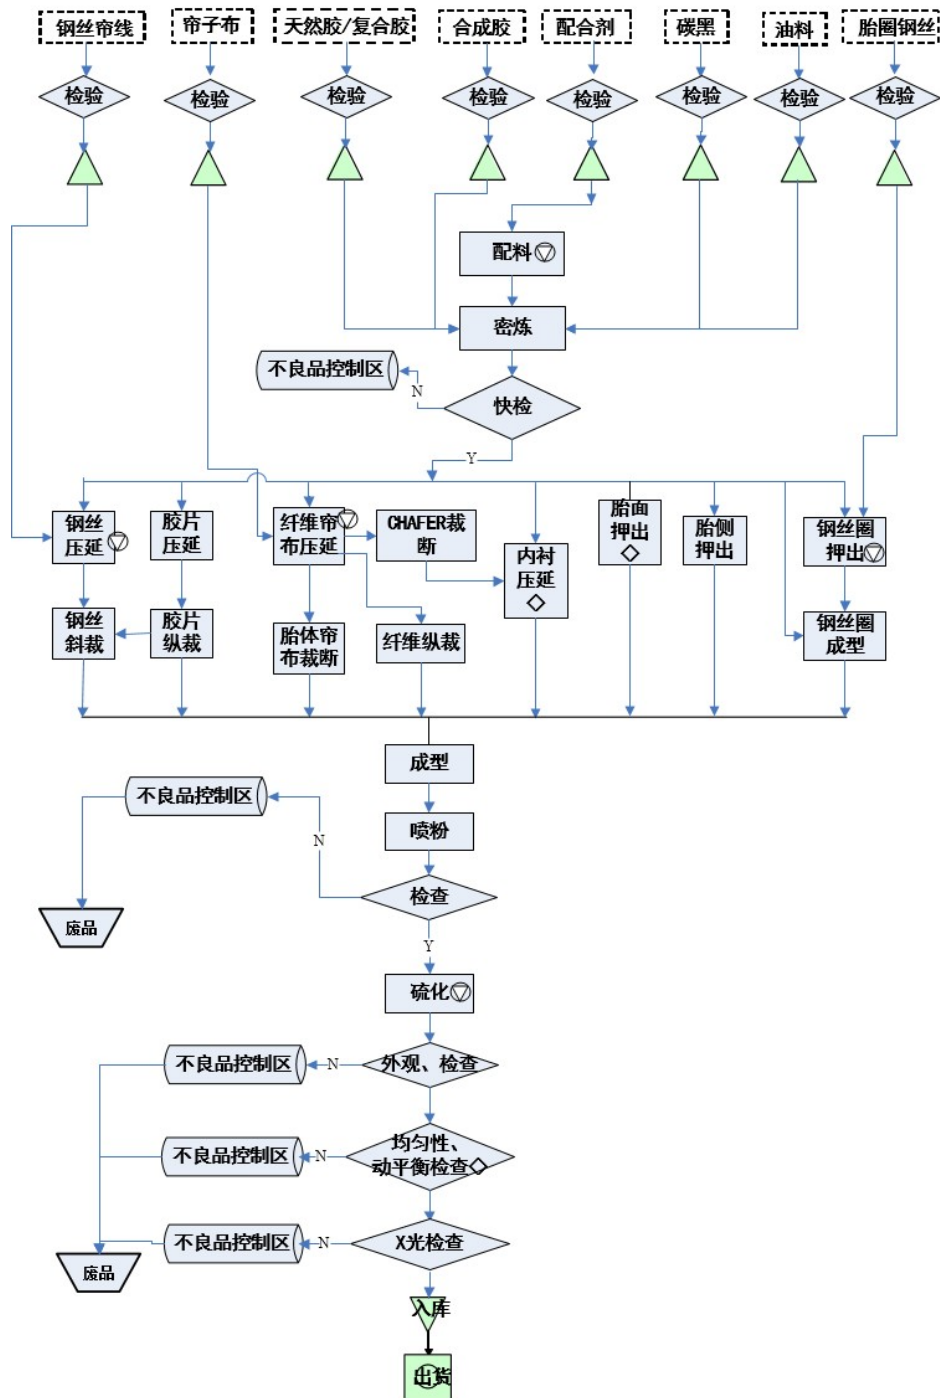 钢丝帘线
帘子布
天然胶/复合胶
合成胶
配合剂
碳黑
油料
胎圈钢丝
检验
检验
检验
检验
检验
检验
检验
检验
配料
密炼
不良品控制区
N
快检
Y
钢丝
压延
胶片
压延
纤维帘
布压延
CHAFER裁
断
内衬
压延
胎面
押出
胎侧
押出
钢丝圈
押出
钢丝
斜裁
胶片
纵裁
胎体帘
布裁断
纤维纵裁
钢丝圈
成型
成型
不良品控制区
喷粉
N
检查
废品
Y
硫化
不良品控制区
N
外观、检查
不良品控制区
N
均匀性、
动平衡检查
不良品控制区
N
X光检查
废品
入库
出货